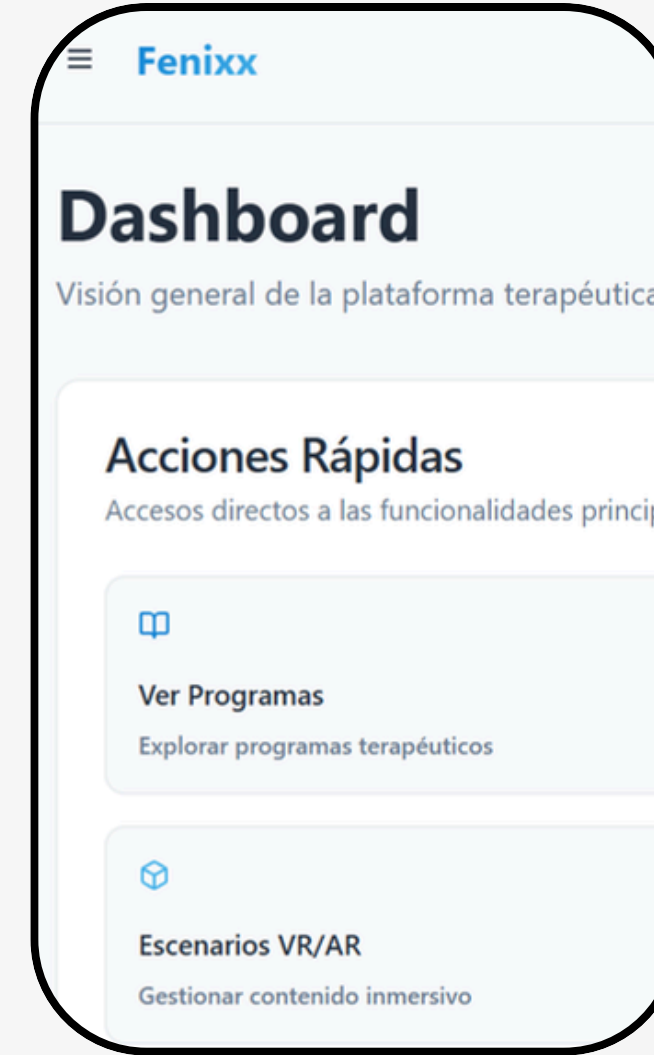 Fenixx
Dashboard
Visión general de la plataforma terapéutica
Acciones Rápidas
Accesos directos a las funcionalidades
Ver Programas
Explorar programas terapéuticos
Escenarios VR/AR
Gestionar contenido inmersivo